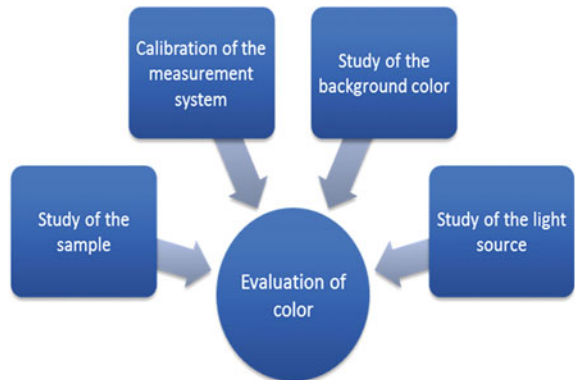 Calibration of the
measurement
system
Study of the
background color
Study of the
sample
Study of the light
source
Evaluation of
color